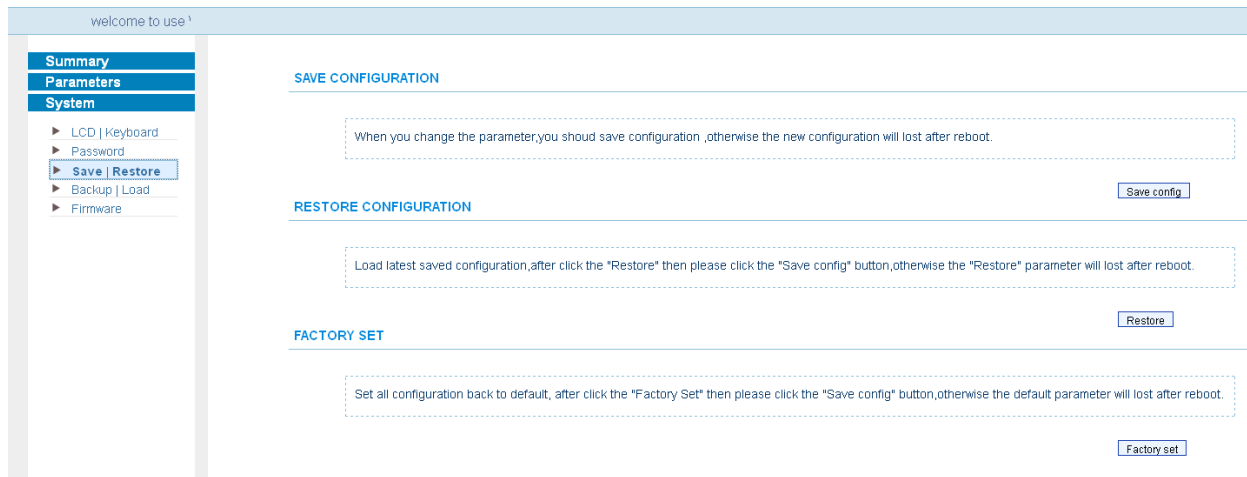 welcome to use
Summary
Parameters
System
LCD | Keyboard
Password
Save | Restore
Backup | Load
Firmware
SAVE CONFIGURATION
When you change the parameter,you shoud save configuration ,otherwise the new configuration will lost after reboot.
Save config
RESTORE CONFIGURATION
Load latest saved configuration,after click the "Restore" then please click the "Save config" button,otherwise the "Restore" parameter will lost after reboot.
Restore
FACTORY SET
Set all configuration back to default, after click the "Factory Set" then please click the "Save config" button,otherwise the default parameter will lost after reboot.
Factory set